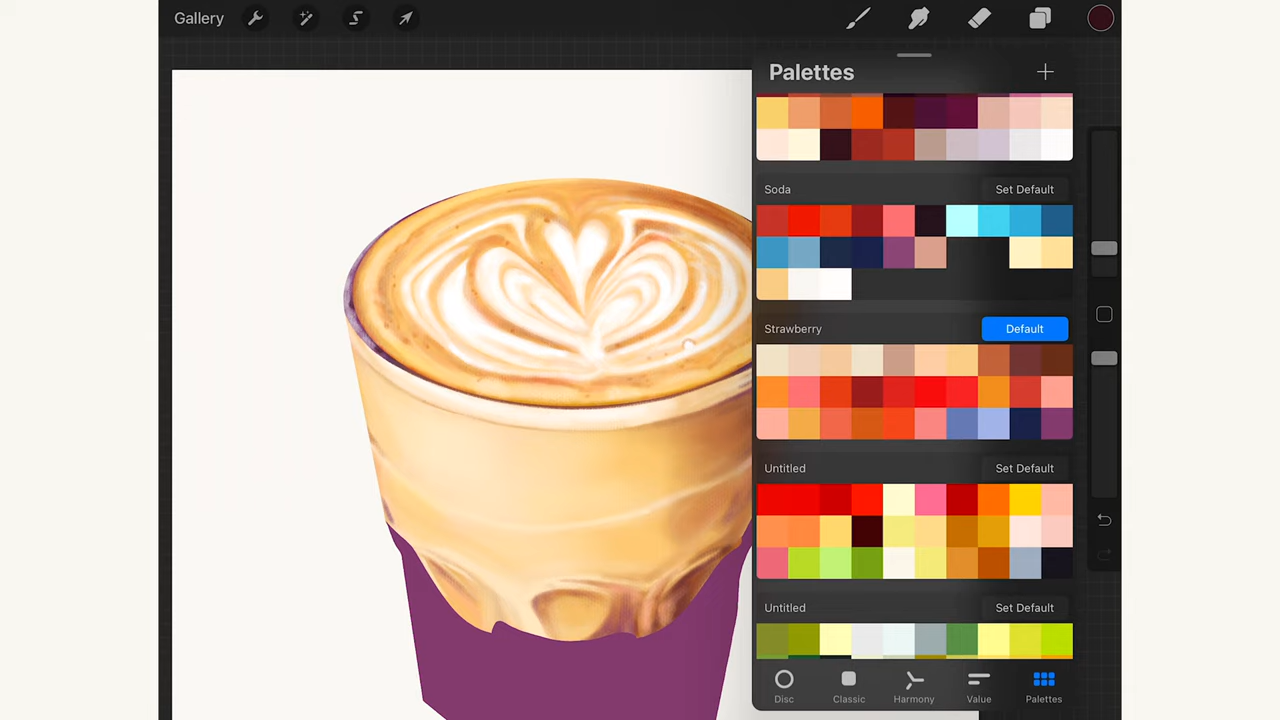 Gallery
Palettes
Soda
Set Default
Strawberry
Default
Untitled
Set Default
Untitled
Set Default
Disc
Classic
Harmony
Value
Palettes